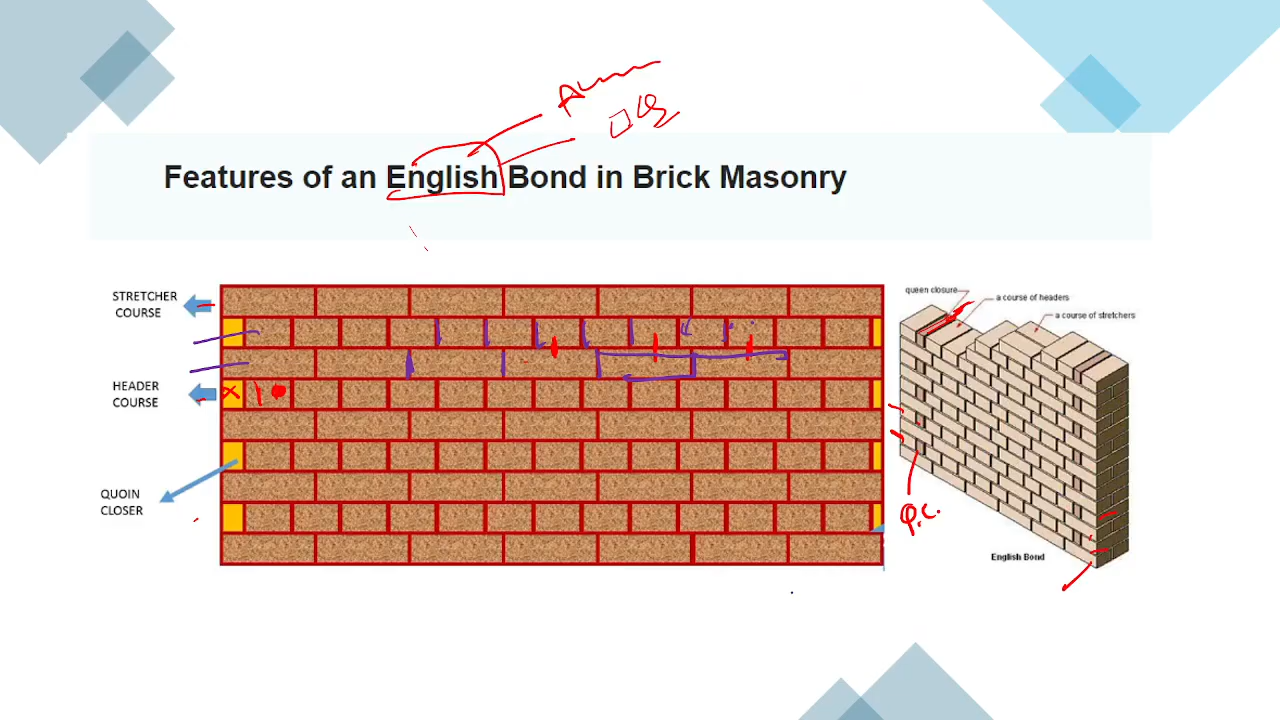 Features of an English Bond in Brick Masonry
STRETCHER
COURSE
HEADER
COURSE
QUOIN
CLOSER
queen closure
a course of headers
a course of stretchers
Q.C.
English Bond